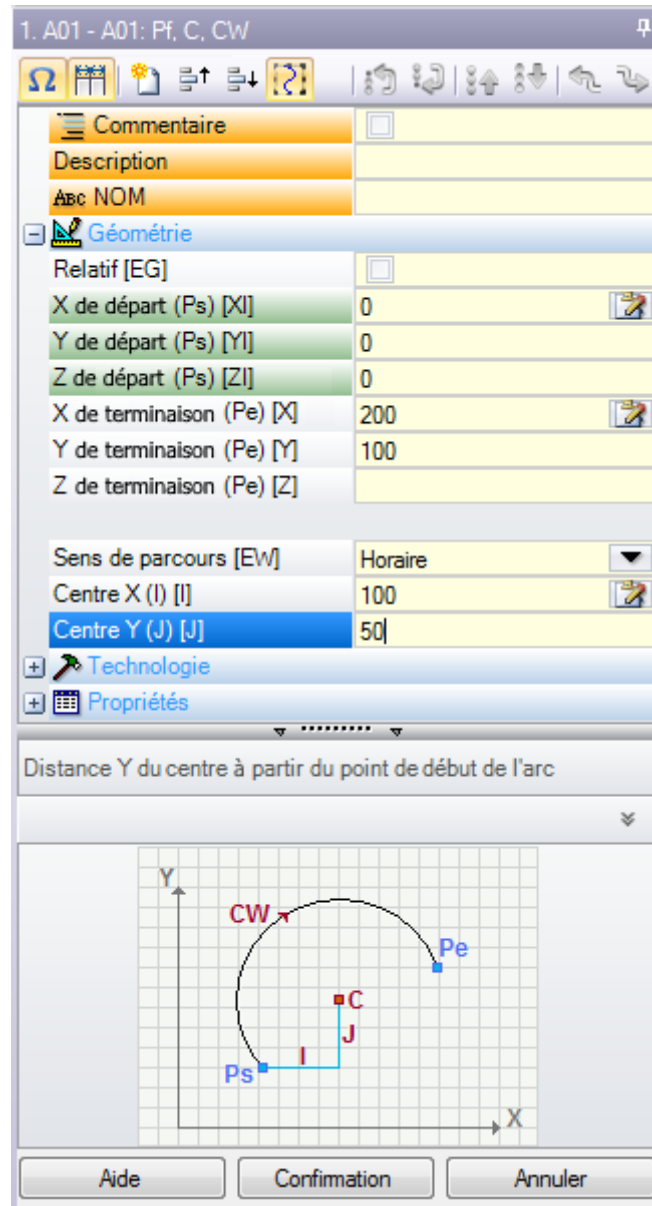 1. A01 - A01: Pf, C, CW
Ω
Commentaire
Description
ABC NOM
Géométrie
Relatif [EG]
X de départ (Ps) [XI] 0
Y de départ (Ps) [YI] 0
Z de départ (Ps) [ZI] 0
X de terminaison (Pe) [X] 200
Y de terminaison (Pe) [Y] 100
Z de terminaison (Pe) [Z]
Sens de parcours [EW] Horaire
Centre X (I) [I] 100
Centre Y (J) [J] 50
Technologie
Propriétés
Distance Y du centre à partir du point de début de l'arc
Y
CW
Pe
C
J
I
Ps
X
Aide Confirmation Annuler